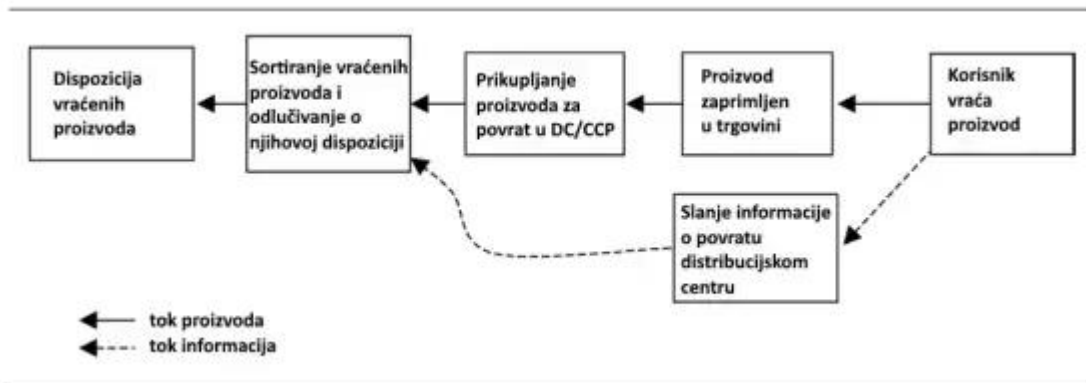 Dispozicija
vraćenih
proizvoda
Sortiranje vraćenih
proizvoda i
odlučivanje o
njihovoj dispoziciji
Prikupljanje
proizvoda za
povrat u DC/CCP
Proizvod
zaprimljen
u trgovini
Korisnik
vraća
proizvod
Slanje informacije
o povratu
distribucijskom
centru
tok proizvoda
tok informacija